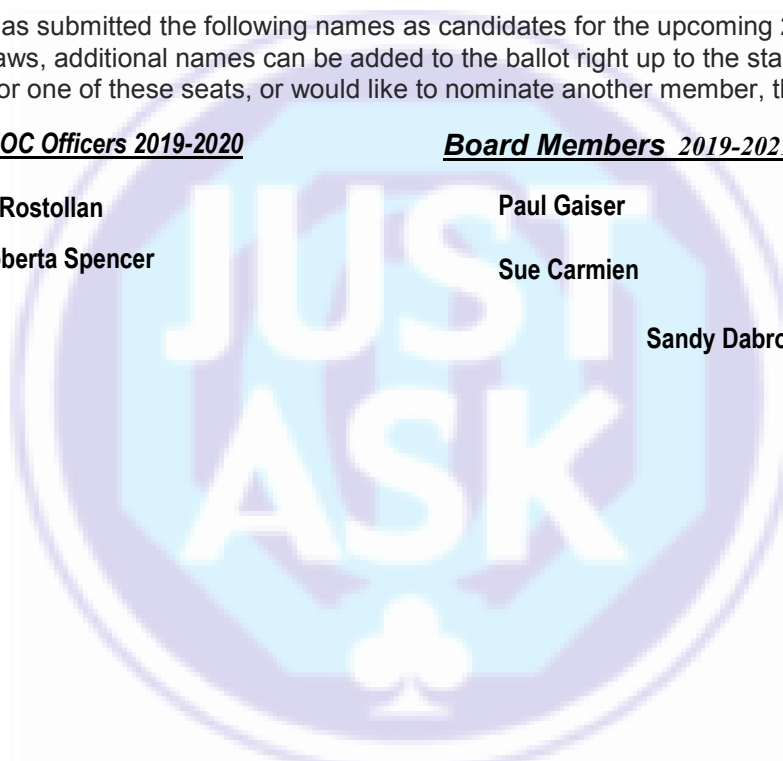 as submitted the following names as candidates for the upcoming 2
aws, additional names can be added to the ballot right up to the sta
or one of these seats, or would like to nominate another member, th
OC Officers 2019-2020
Board Members 2019-2021
Rostollan
Paul Gaiser
berta Spencer
Sue Carmien
Sandy Dabro
JUST
ASK